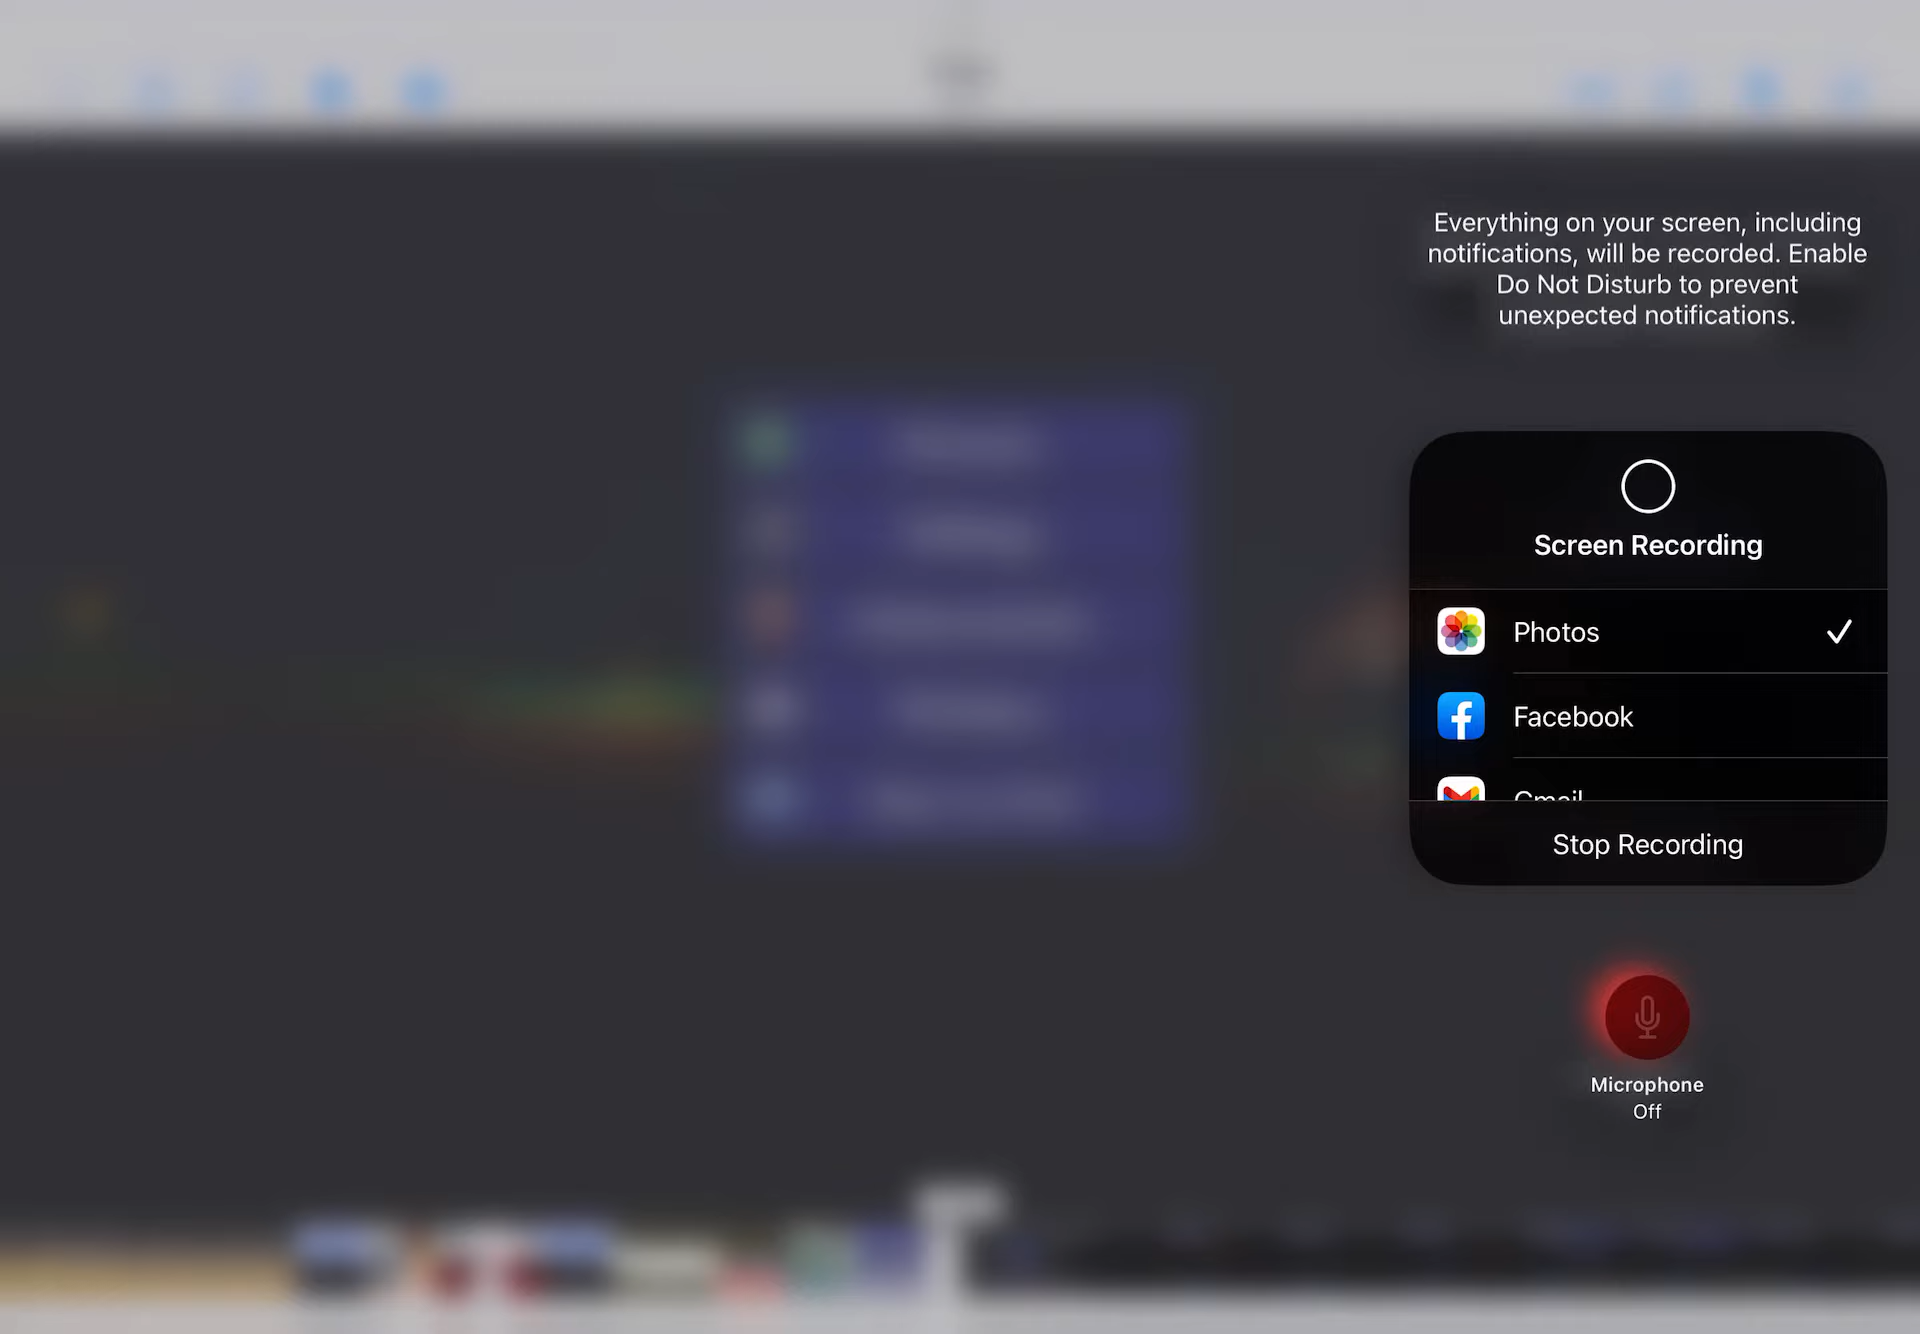 Everything on your screen, including
notifications, will be recorded. Enable
Do Not Disturb to prevent
unexpected notifications.
Screen Recording
Photos
Facebook
Gmail
Stop Recording
Microphone
Off